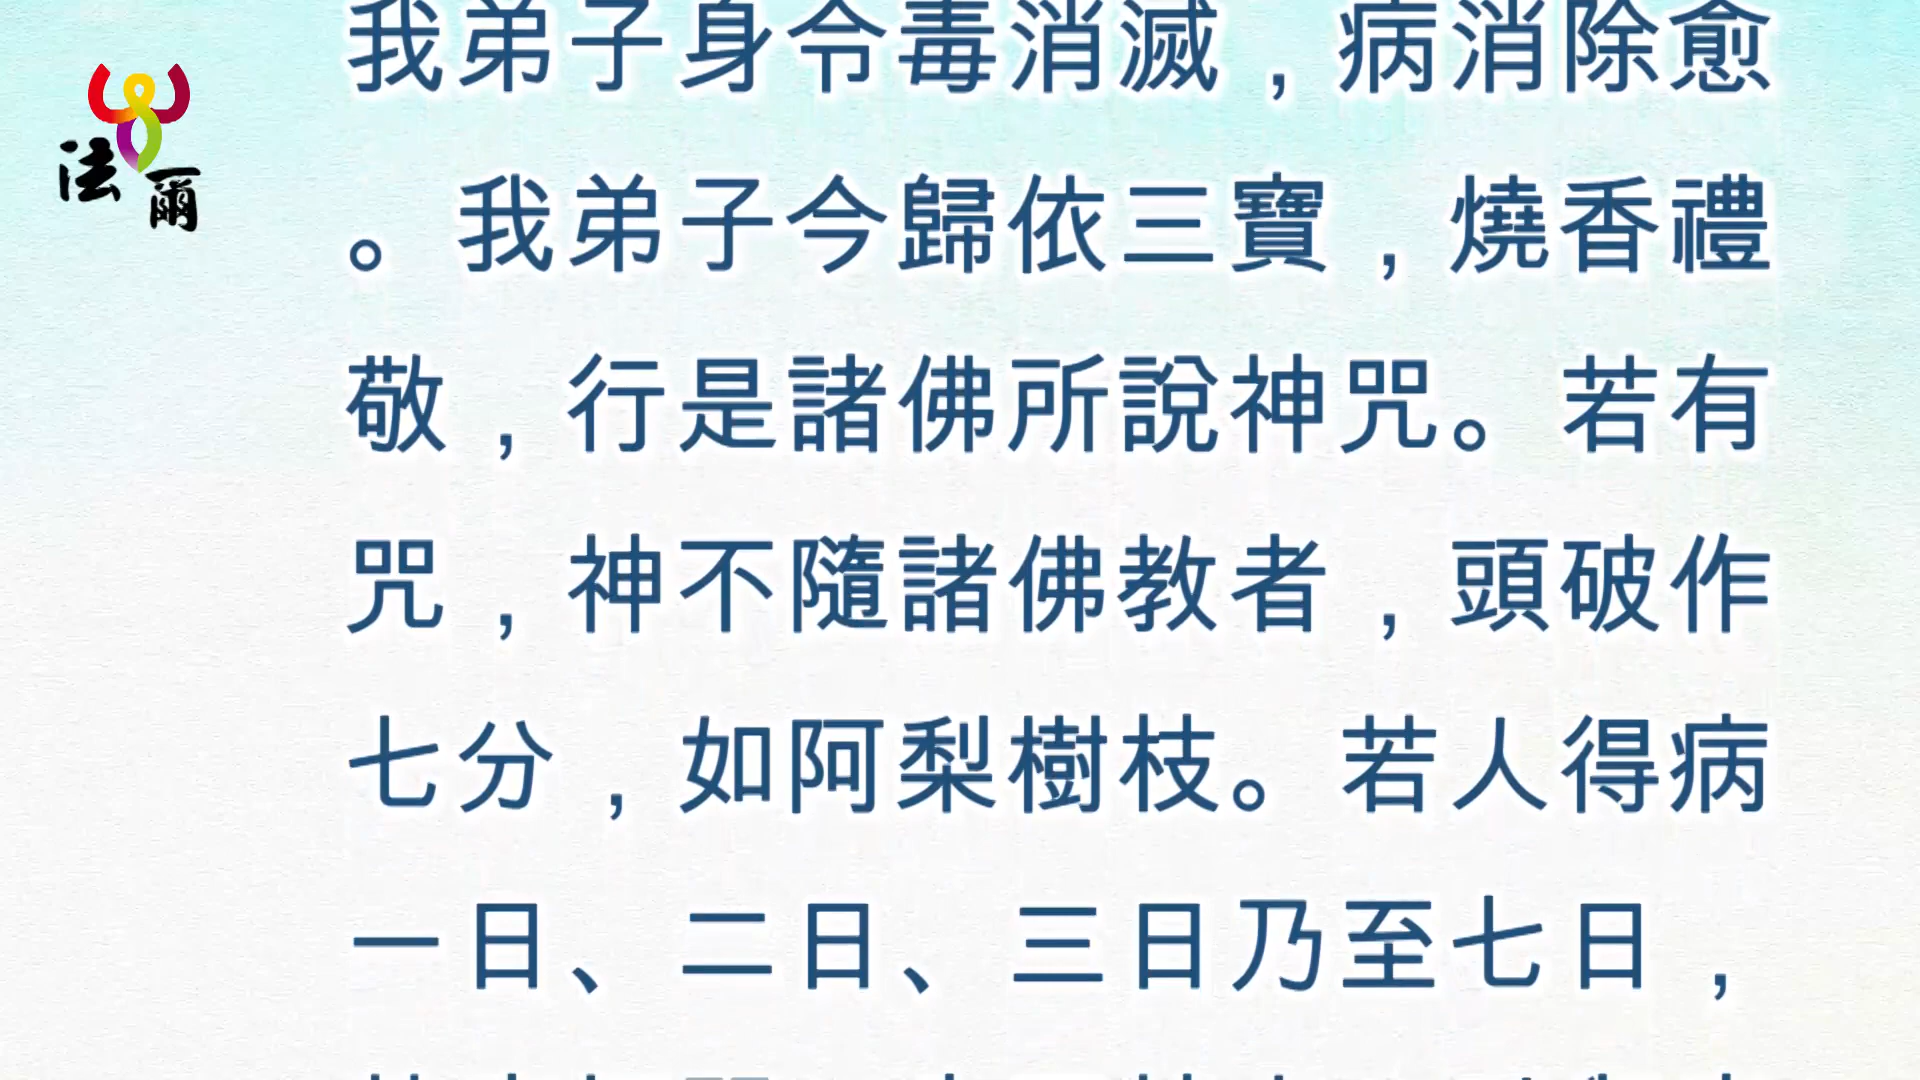 法爾
我弟子身令毒消滅，病消除愈
。我弟子今歸依三寶，燒香禮
敬，行是諸佛所說神咒。若有
咒，神不隨諸佛教者，頭破作
七分，如阿梨樹枝。若人得病
一日、二日、三日乃至七日，